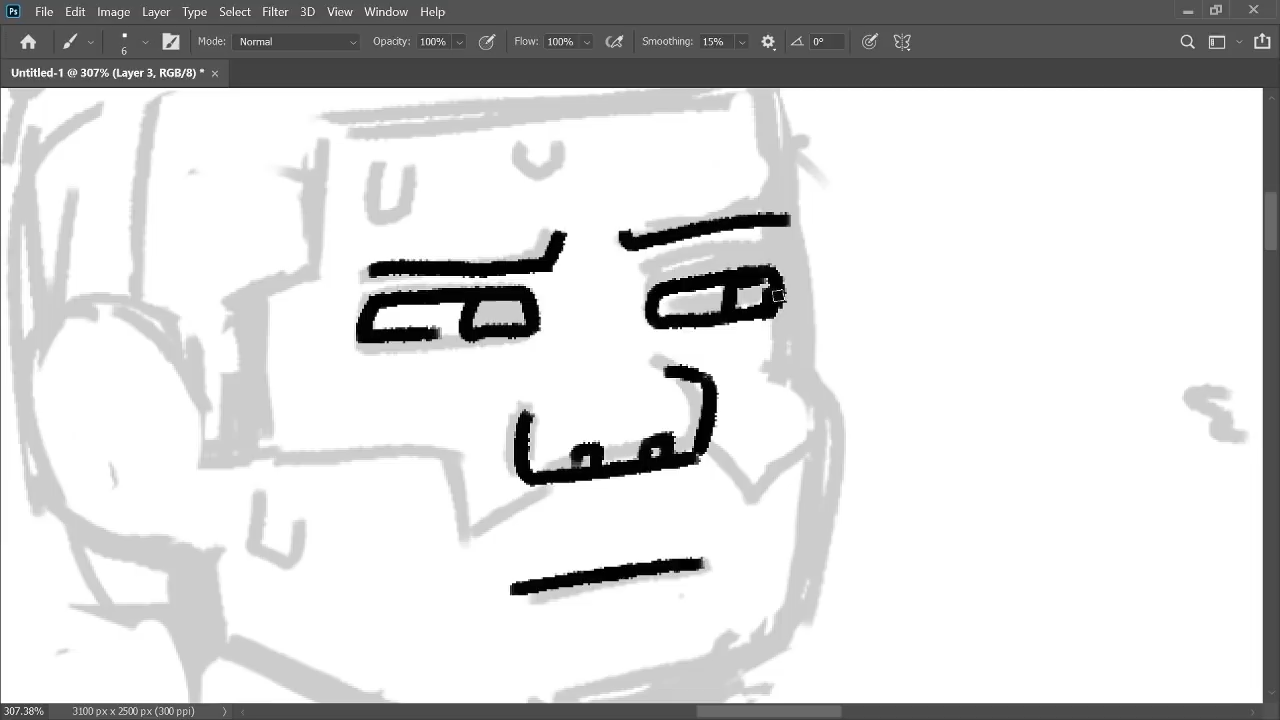 Ps File Edit Image Layer Type Select Filter 3D View Window Help
6 Mode: Normal Opacity: 100% Flow: 100% Smoothing: 15% 0°
Untitled-1 @ 307% (Layer 3, RGB/8) *
307.38% 3100 px x 2500 px (300 ppi)